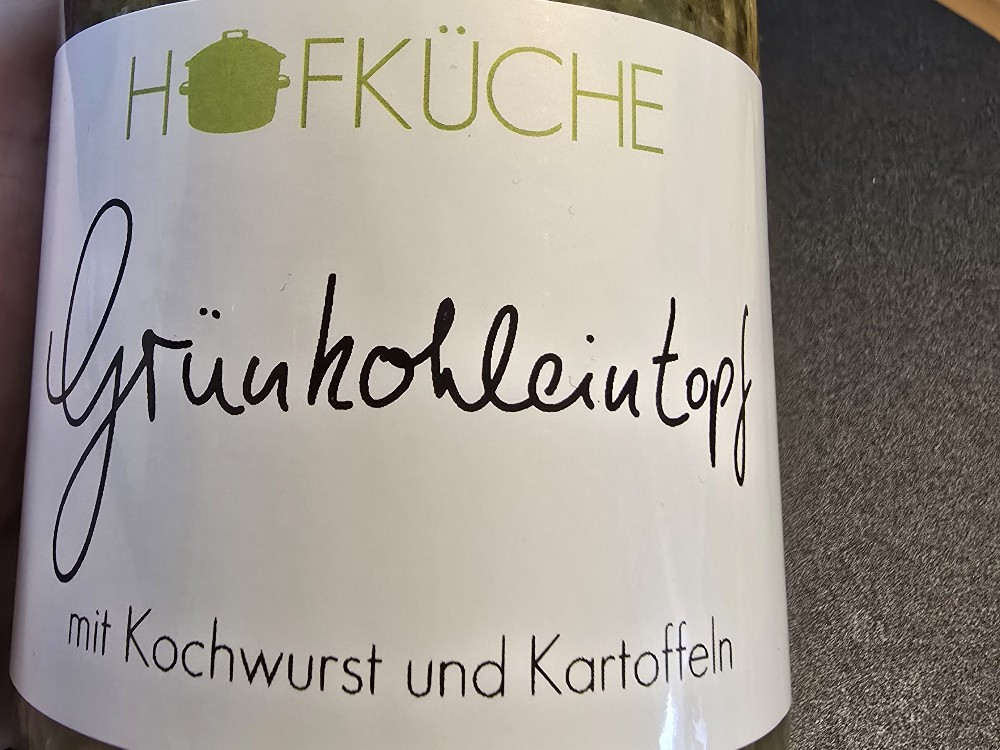 HOFKÜCHE
Grünkohleintopf
mit Kochwurst und Kartoffeln